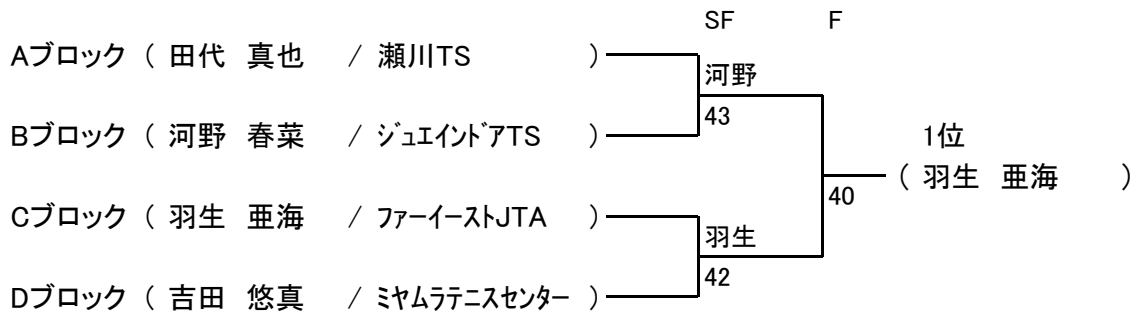 SF F
Aブロック ( 田代 真也 / 瀬川TS )
河野
43
Bブロック ( 河野 春菜 / ジュエインドアTS )
1位
( 羽生 亜海 )
40
Cブロック ( 羽生 亜海 / ファーイーストJTA )
羽生
42
Dブロック ( 吉田 悠真 / ミヤムラテニスセンター )